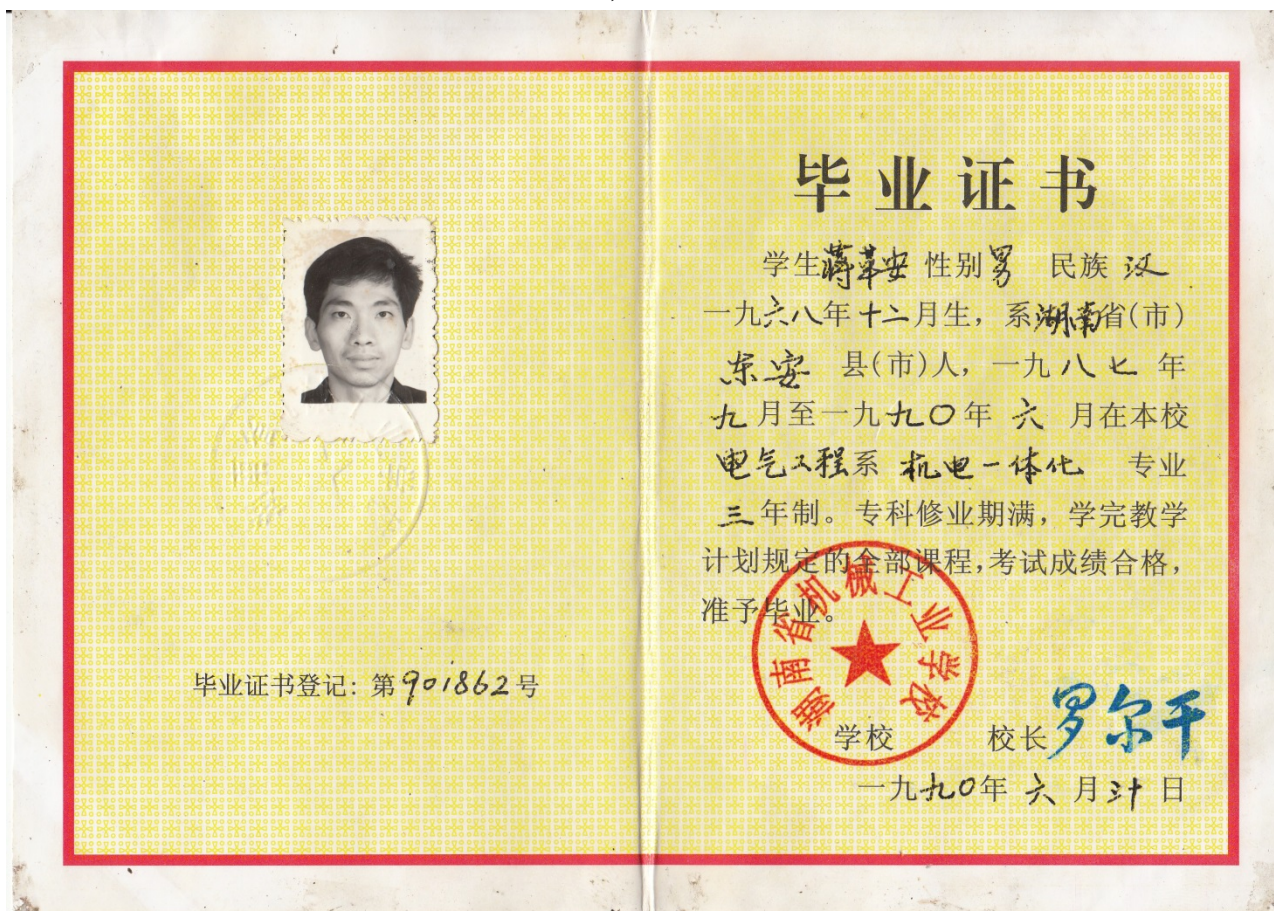 毕业证书登记: 第901862号
毕业证书
学生蒋革安 性别男 民族汉
一九六八年十二月生, 系湖南省(市)
东安 县(市)人, 一九八七年
九月至一九九〇年六月在本校
电气工程系 机电一体化 专业
三年制。专科修业期满, 学完教学
计划规定的全部课程, 考试成绩合格,
准予毕业。
湖南省机械工业学校
学校 校长罗尔干
一九九〇年六月卅日